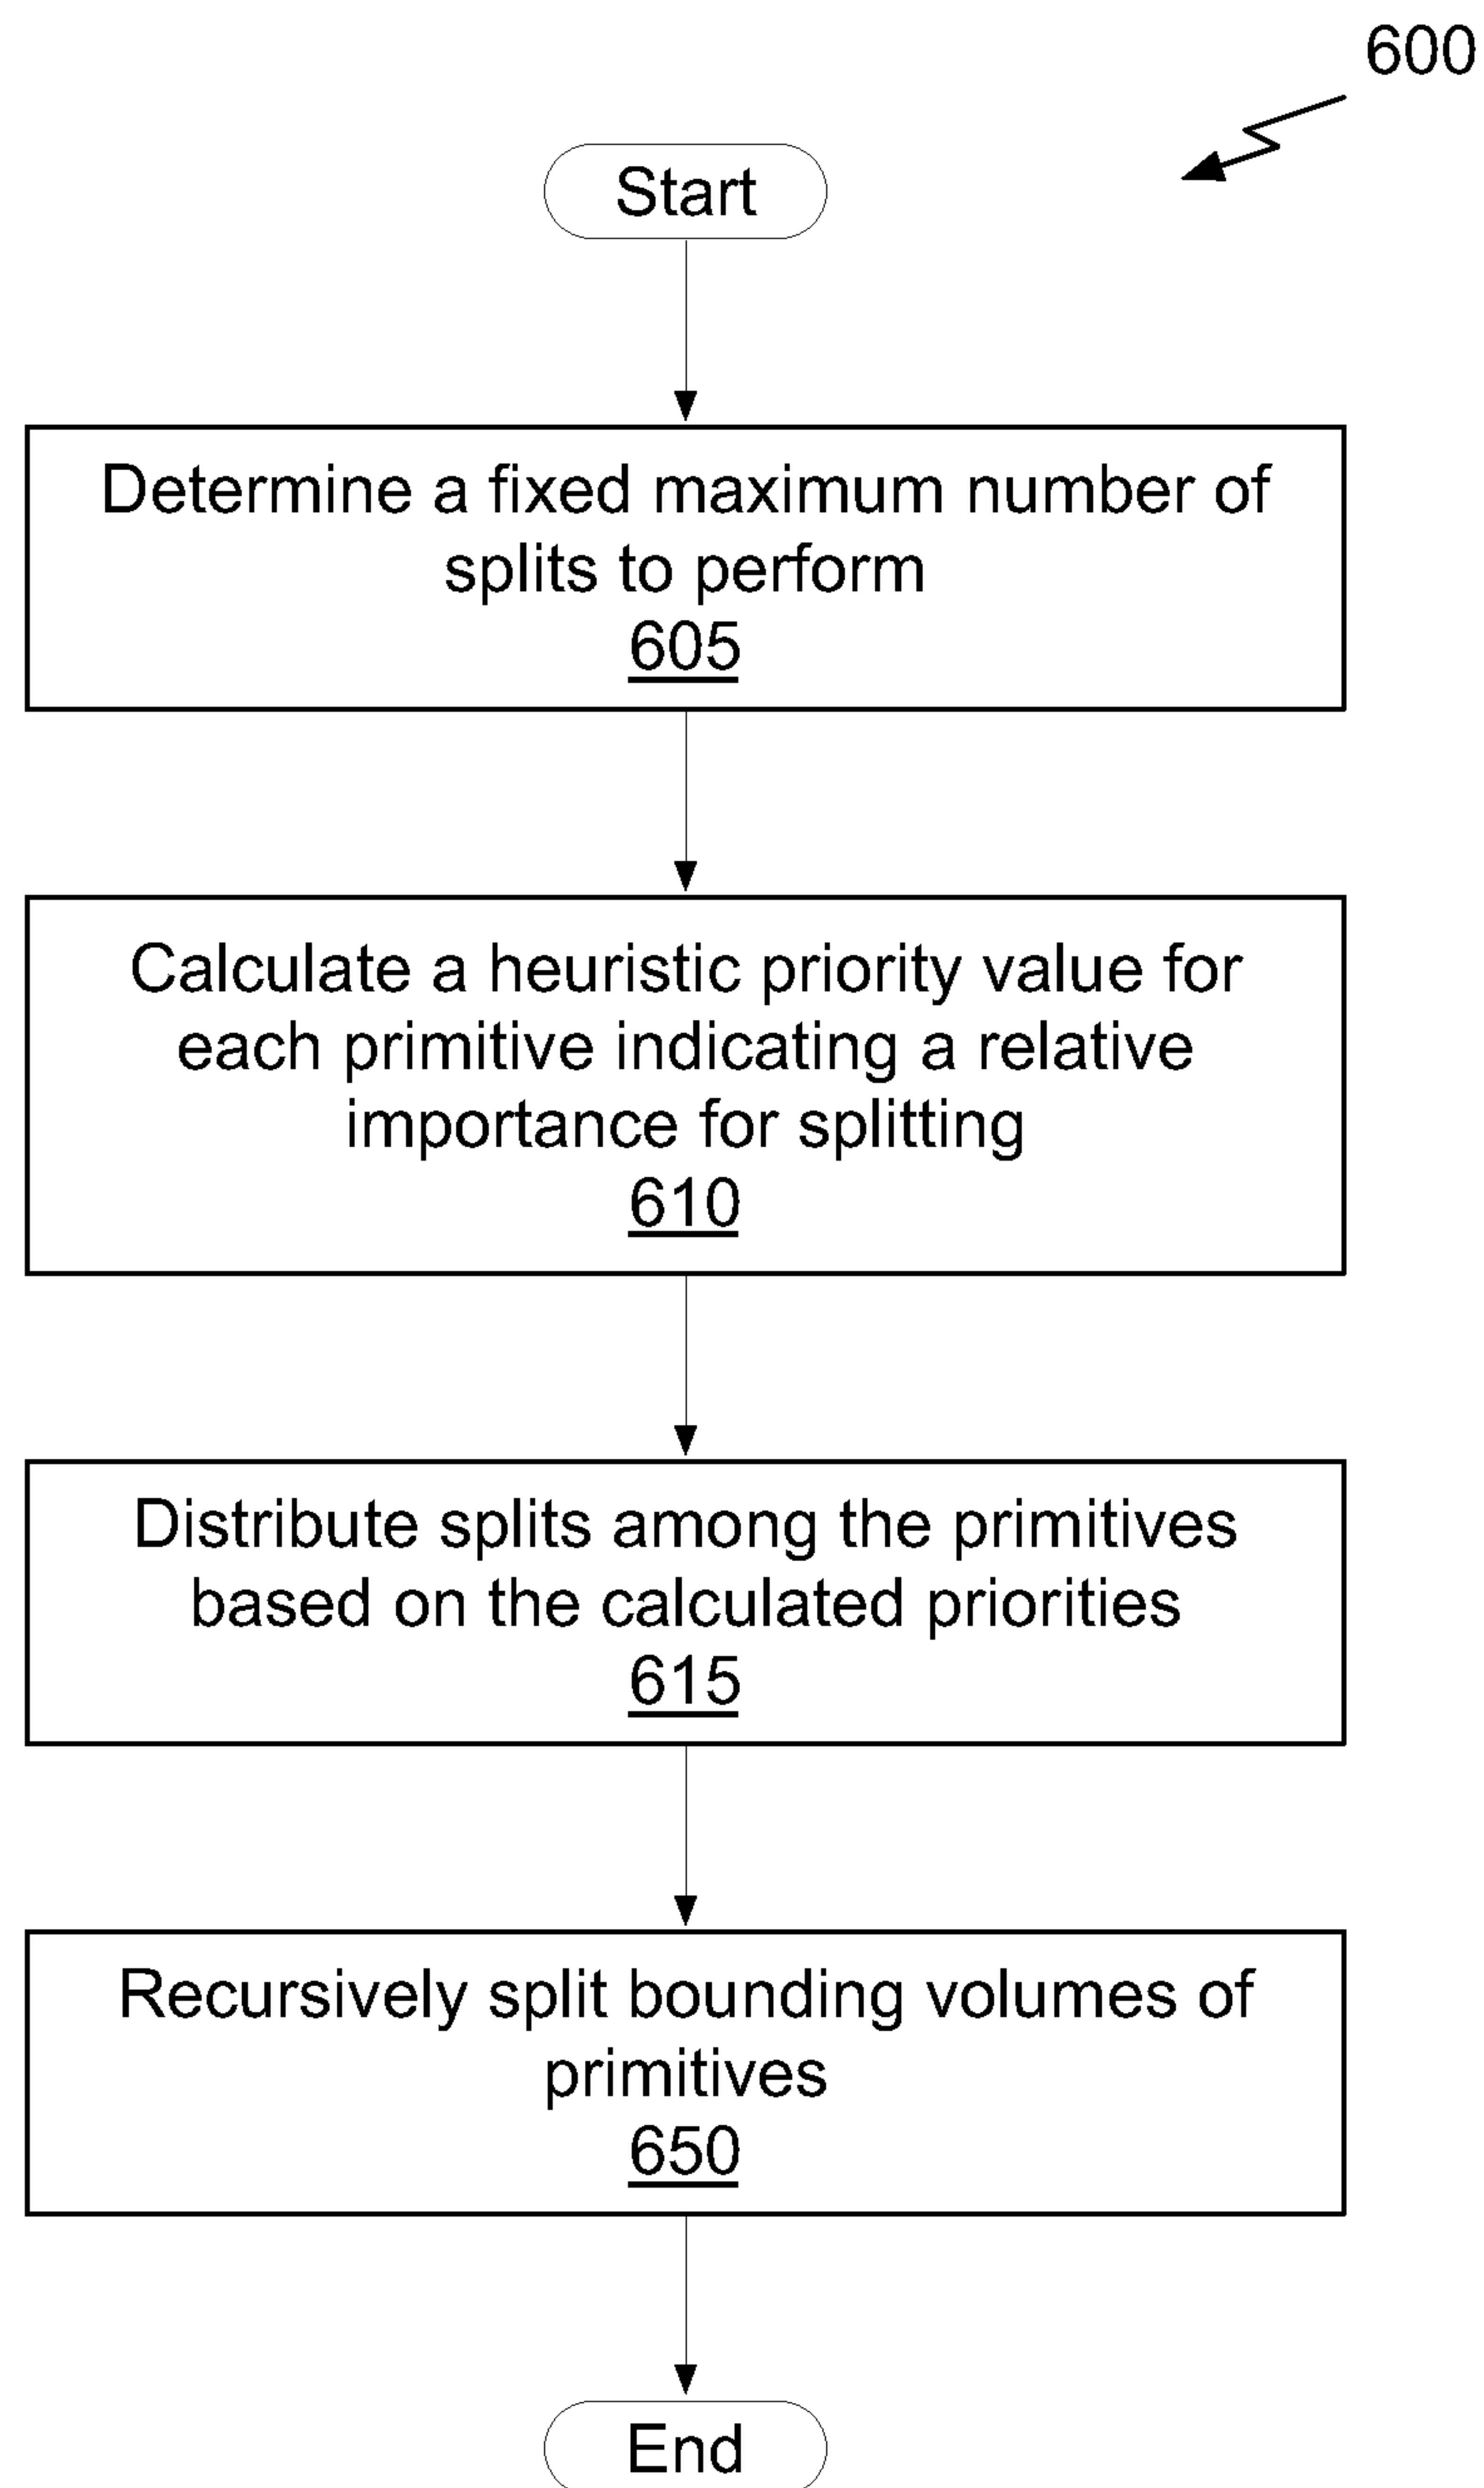 600
Start
Determine a fixed maximum number of
splits to perform
605
Calculate a heuristic priority value for
each primitive indicating a relative
importance for splitting
610
Distribute splits among the primitives
based on the calculated priorities
615
Recursively split bounding volumes of
primitives
650
End